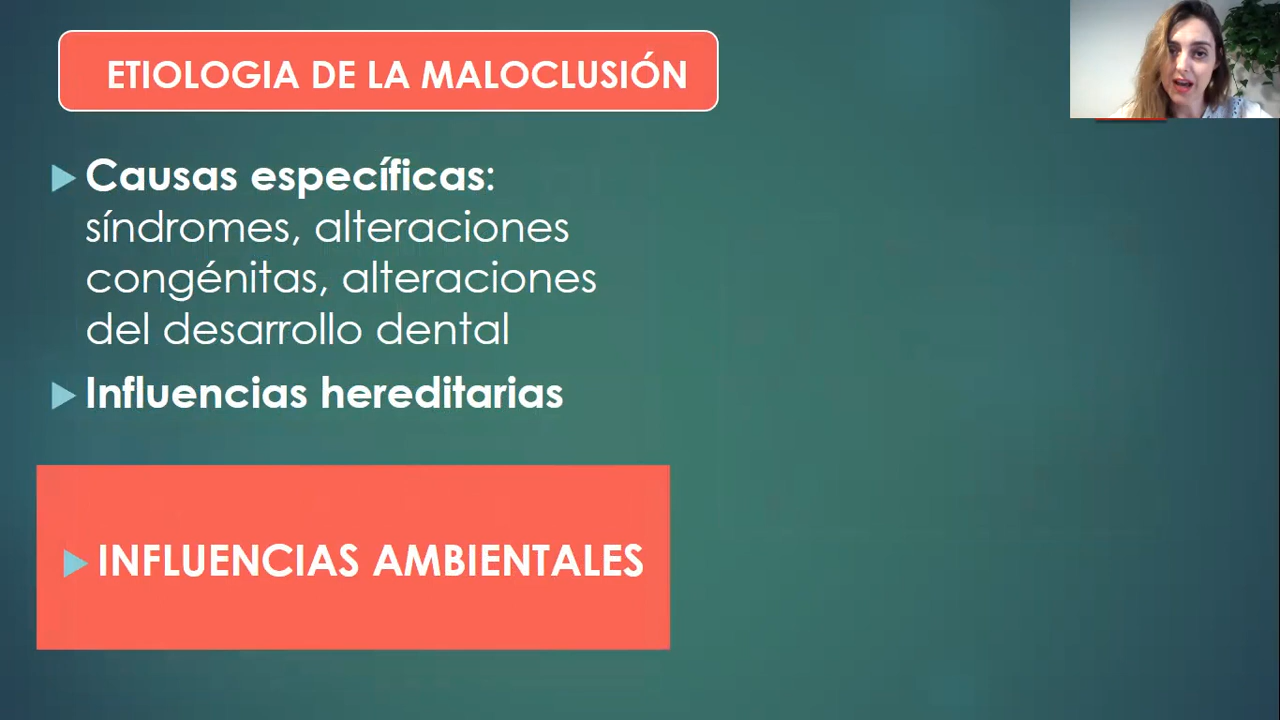 ETIOLOGIA DE LA MALOCLUSIÓN
Causas específicas:
síndromes, alteraciones
congénitas, alteraciones
del desarrollo dental
Influencias hereditarias
INFLUENCIAS AMBIENTALES